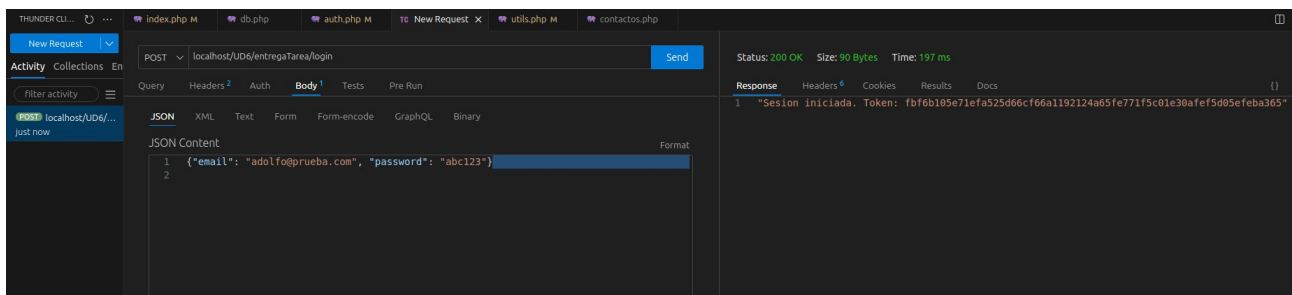 THUNDER CLI... ...
index.php M
db.php
auth.php M
TC New Request X
utils.php M
contactos.php
New Request
Activity Collections En
filter activity
POST localhost/UD6/...
just now
POST localhost/UD6/entregaTarea/login Send
Query Headers 2 Auth Body 1 Tests Pre Run
JSON XML Text Form Form-encode GraphQL Binary
JSON Content Format
1 {"email": "adolfo@prueba.com", "password": "abc123"}
2
Status: 200 OK Size: 90 Bytes Time: 197 ms
Response Headers 6 Cookies Results Docs {}
1 "Sesion iniciada. Token: fbf6b105e71efa525d66cf66a1192124a65fe771f5c01e30afef5d05efeba365"